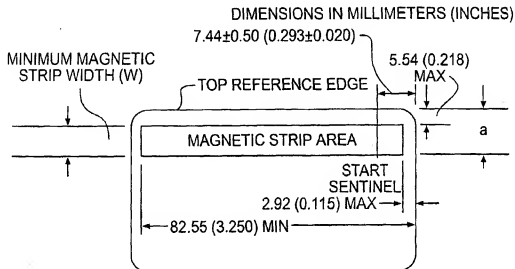 DIMENSIONS IN MILLIMETERS (INCHES)
7.44±0.50 (0.293±0.020)
MINIMUM MAGNETIC
STRIP WIDTH (W)
5.54 (0.218)
MAX
TOP REFERENCE EDGE
a
MAGNETIC STRIP AREA
START
SENTINEL
2.92 (0.115) MAX
82.55 (3.250) MIN